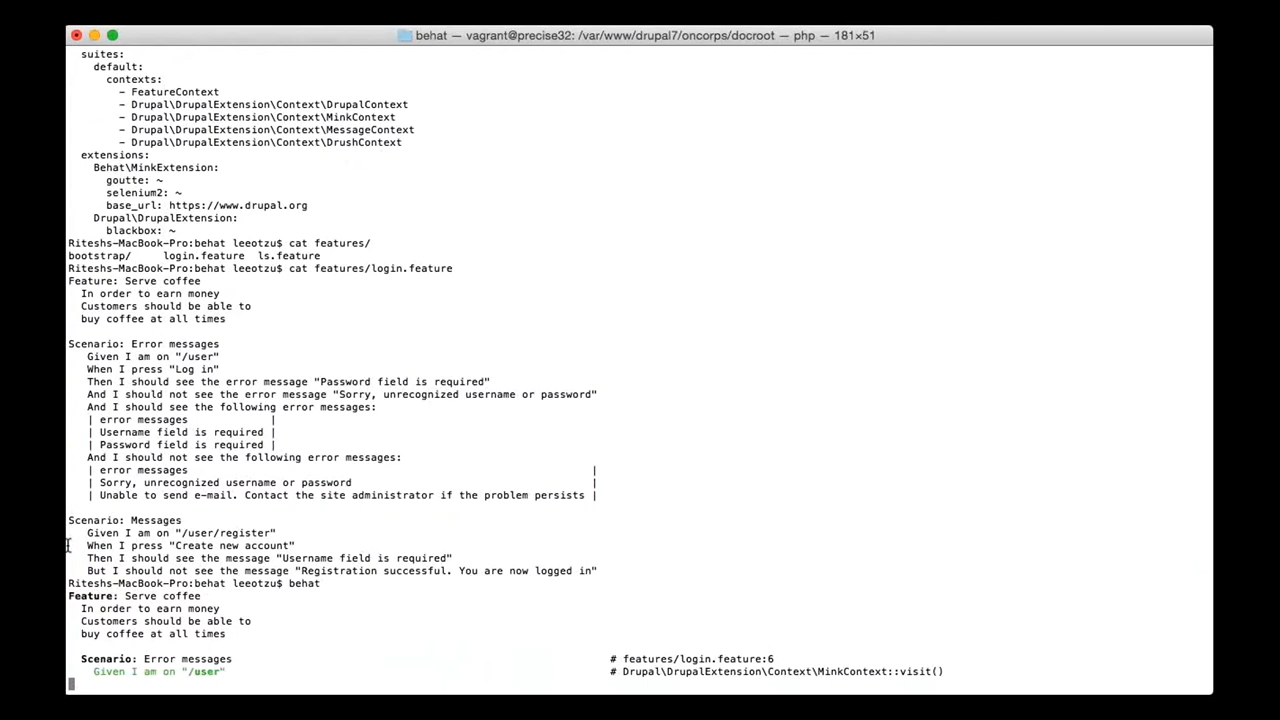 behat — vagrant@precise32: /var/www/drupal7/oncorps/docroot — php — 181×51
suites:
default:
contexts:
- FeatureContext
- Drupal\DrupalExtension\Context\DrupalContext
- Drupal\DrupalExtension\Context\MinkContext
- Drupal\DrupalExtension\Context\MessageContext
- Drupal\DrupalExtension\Context\DrushContext
extensions:
Behat\MinkExtension:
goutte: ~
selenium2: ~
base_url: https://www.drupal.org
Drupal\DrupalExtension:
blackbox: ~
Riteshs-MacBook-Pro:behat leeotzu$ cat features/
bootstrap/ login.feature ls.feature
Riteshs-MacBook-Pro:behat leeotzu$ cat features/login.feature
Feature: Serve coffee
In order to earn money
Customers should be able to
buy coffee at all times
Scenario: Error messages
Given I am on "/user"
When I press "Log in"
Then I should see the error message "Password field is required"
And I should not see the error message "Sorry, unrecognized username or password"
And I should see the following error messages:
| error messages |
| Username field is required |
| Password field is required |
And I should not see the following error messages:
| error messages |
| Sorry, unrecognized username or password |
| Unable to send e-mail. Contact the site administrator if the problem persists |
Scenario: Messages
Given I am on "/user/register"
When I press "Create new account"
Then I should see the message "Username field is required"
But I should not see the message "Registration successful. You are now logged in"
Riteshs-MacBook-Pro:behat leeotzu$ behat
Feature: Serve coffee
In order to earn money
Customers should be able to
buy coffee at all times
Scenario: Error messages # features/login.feature:6
Given I am on "/user" # Drupal\DrupalExtension\Context\MinkContext::visit()